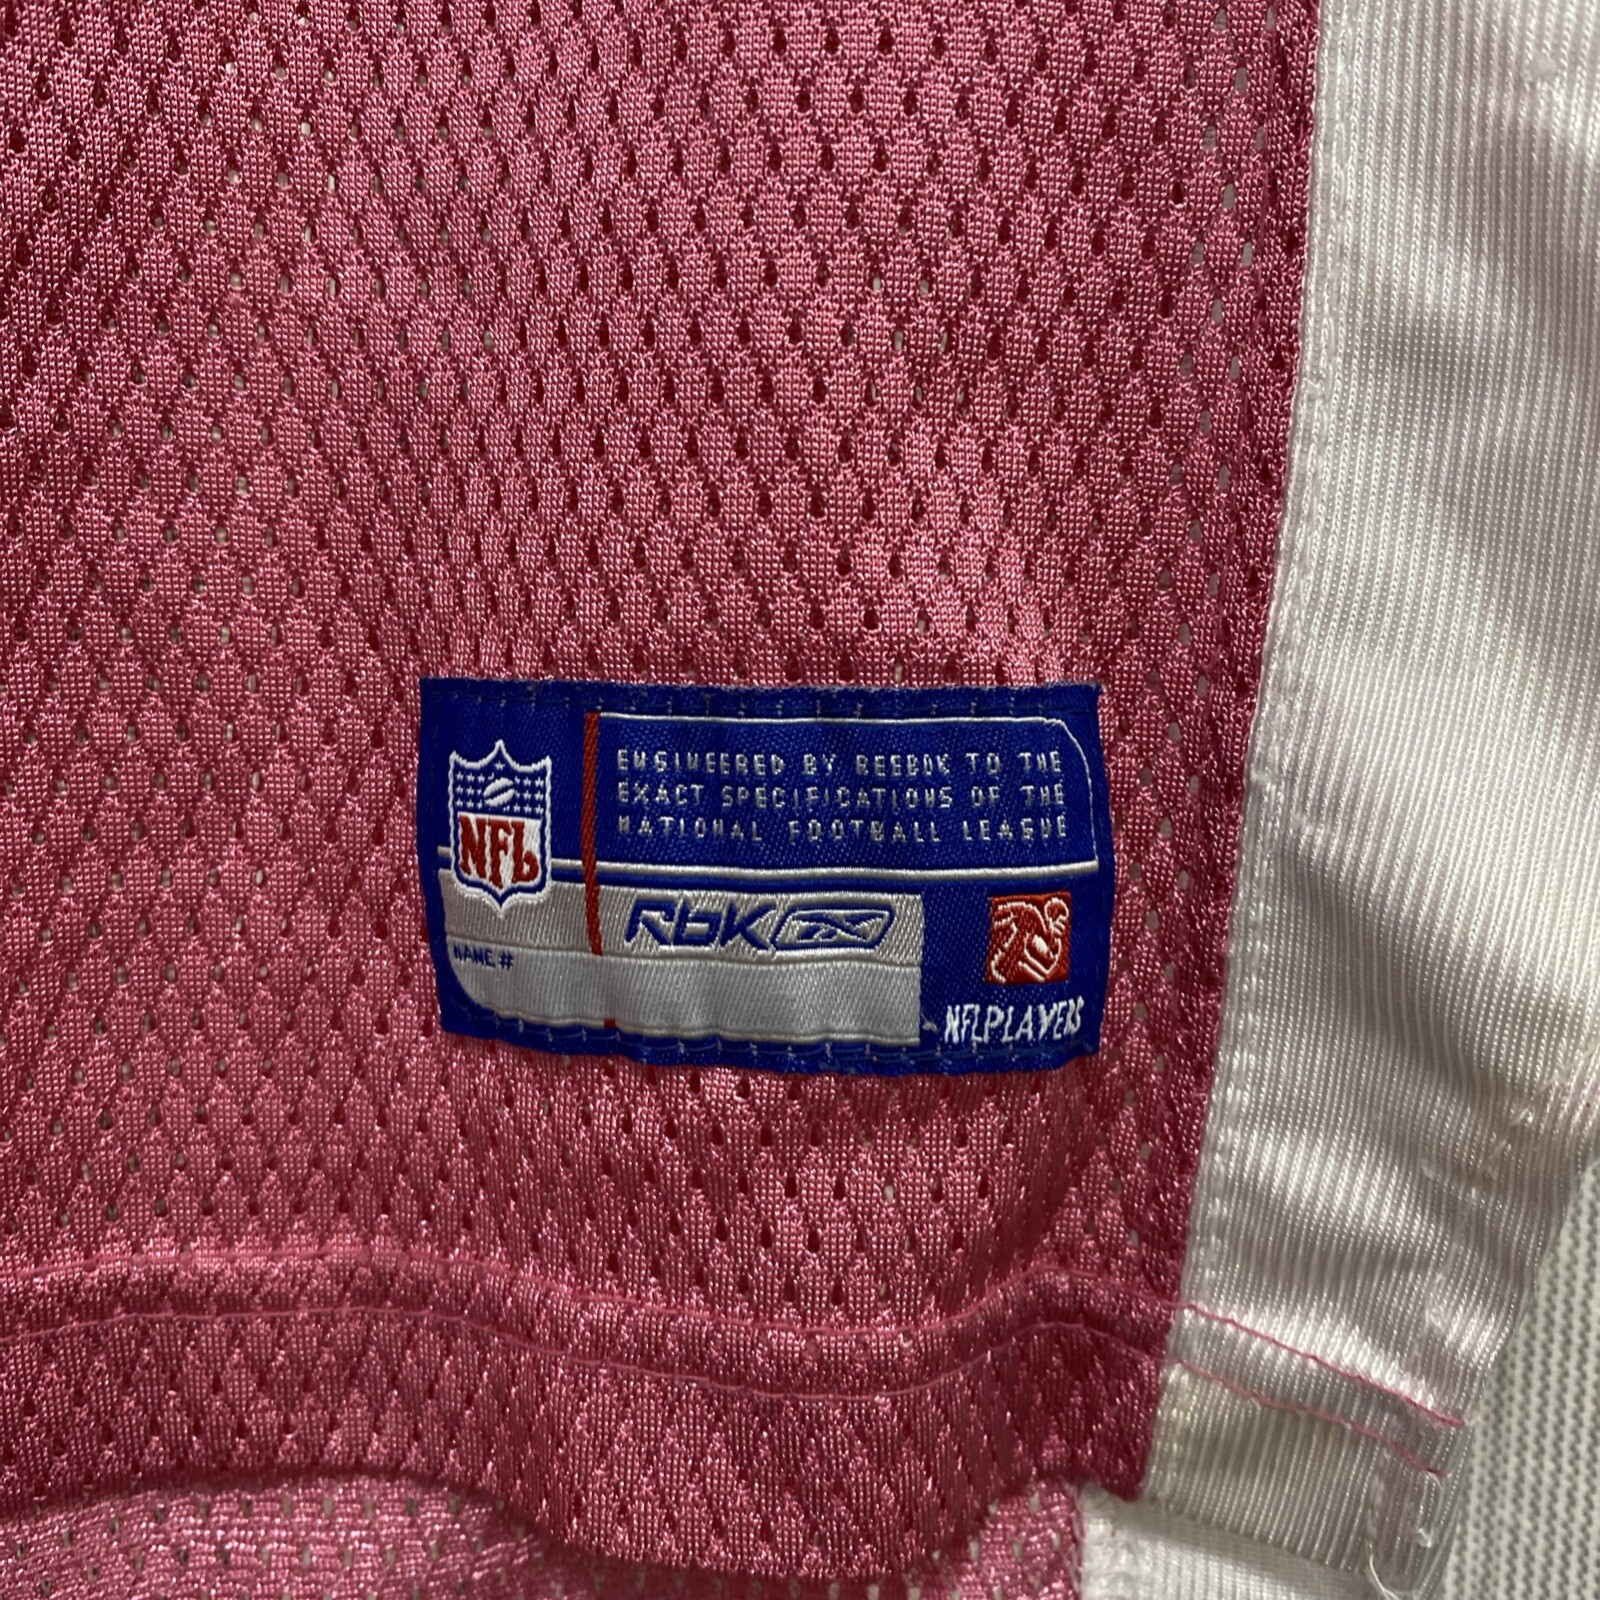 ENGINEERED BY REEBOK TO THE
EXACT SPECIFICATIONS OF THE
NATIONAL FOOTBALL LEAGUE
NFL
RbK
NAME #
NFLPLAYERS